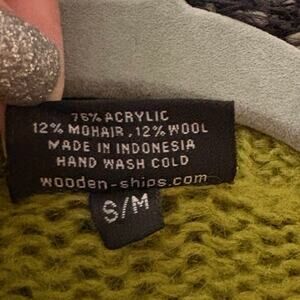 76% ACRYLIC
12% MOHAIR, 12% WOOL
MADE IN INDONESIA
HAND WASH COLD
wooden-ships.com
S/M